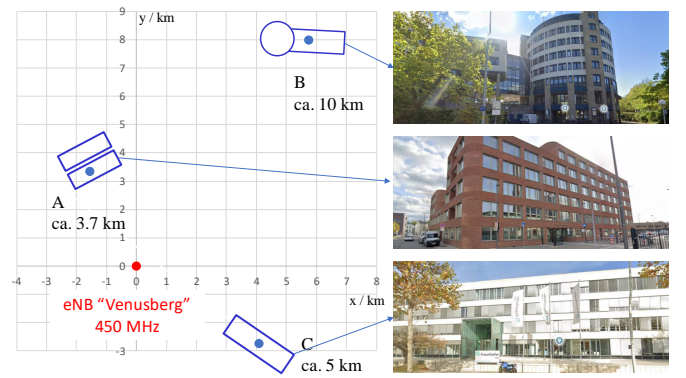 9
y / km
8
7
6
5
4
3
2
1
0
-3
-4
-3
-2
-1
0
1
2
3
4
5
6
7
8
x / km
B
ca. 10 km
A
ca. 3.7 km
eNB “Venusberg”
450 MHz
C
ca. 5 km
Fraunhofer